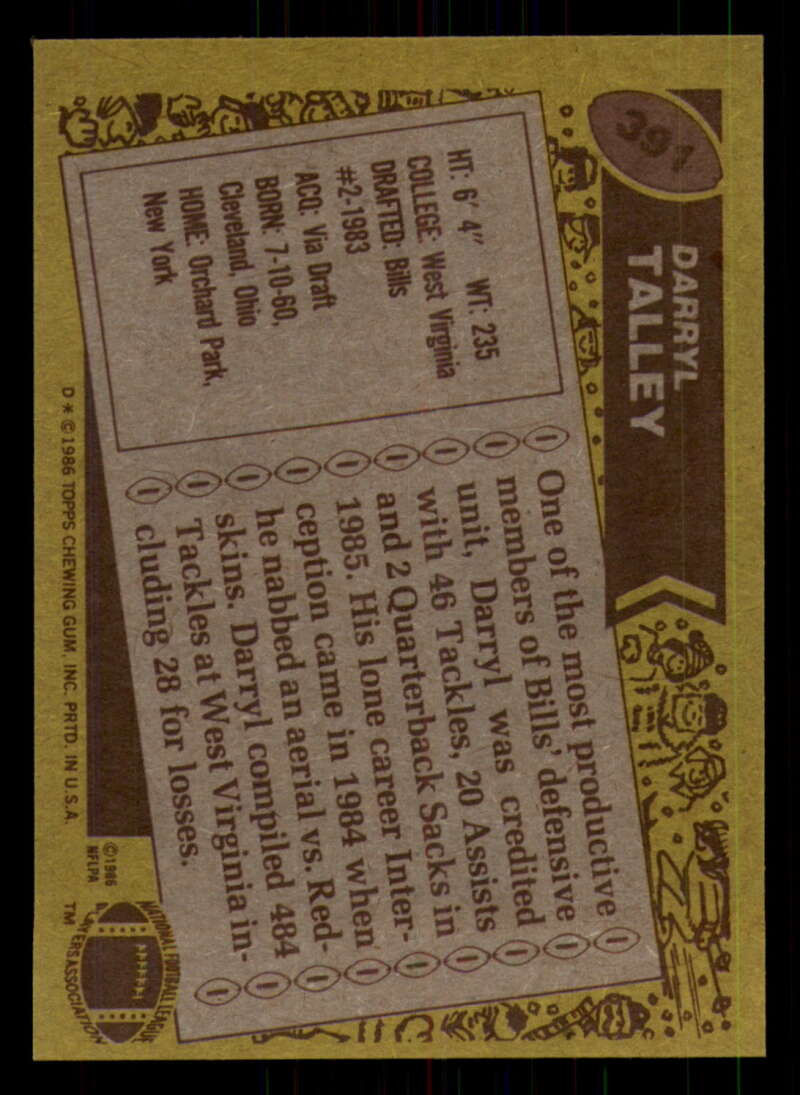 391
DARRYL
TALLEY
HT: 6' 4" WT: 235
COLLEGE: West Virginia
DRAFTED: Bills
#2-1983
ACQ: Via Draft
BORN: 7-10-60,
Cleveland, Ohio
HOME: Orchard Park,
New York
One of the most productive
members of Bills' defensive
unit, Darryl was credited
with 46 Tackles, 20 Assists
and 2 Quarterback Sacks in
1985. His lone career Inter-
ception came in 1984 when
he nabbed an aerial vs. Red-
skins. Darryl compiled 484
Tackles at West Virginia in-
cluding 28 for losses.
D * © 1986 TOPPS CHEWING GUM, INC. PRTD. IN U.S.A.
© 1986
NFLPA
NATIONAL FOOTBALL LEAGUE
PLAYERS ASSOCIATION
TM